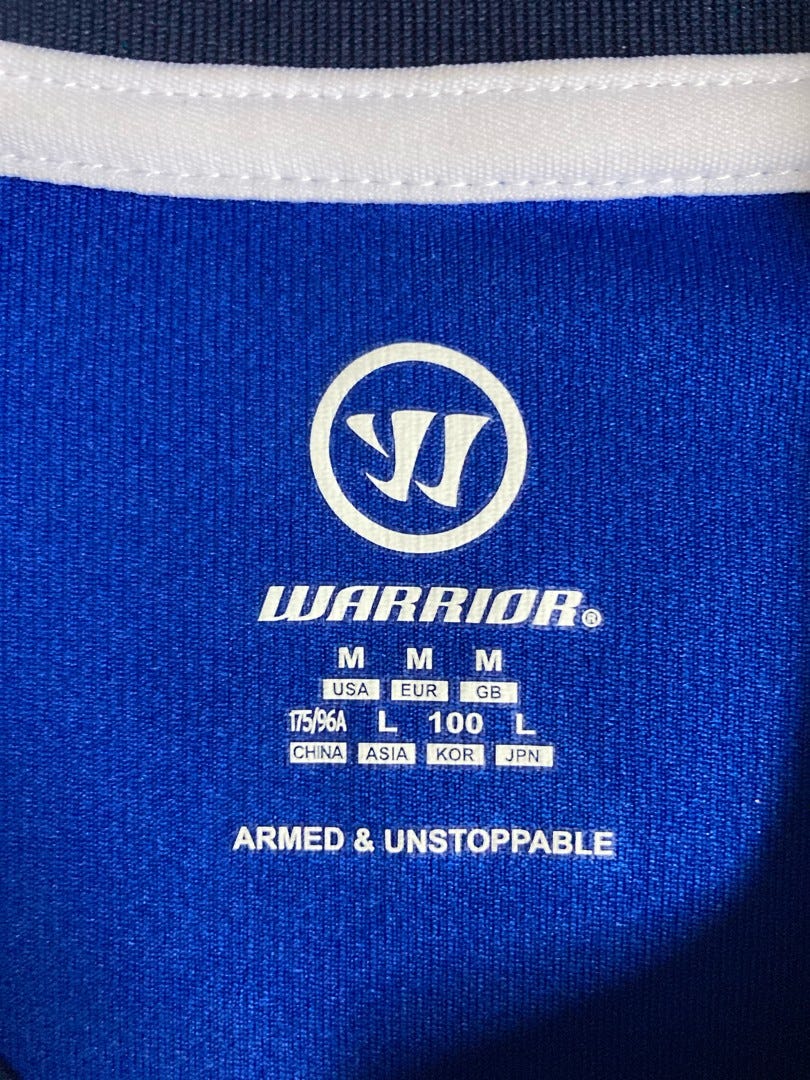 W
WARRIOR®
M M M
USA EUR GB
175/96A L 100 L
CHINA ASIA KOR JPN
ARMED & UNSTOPPABLE